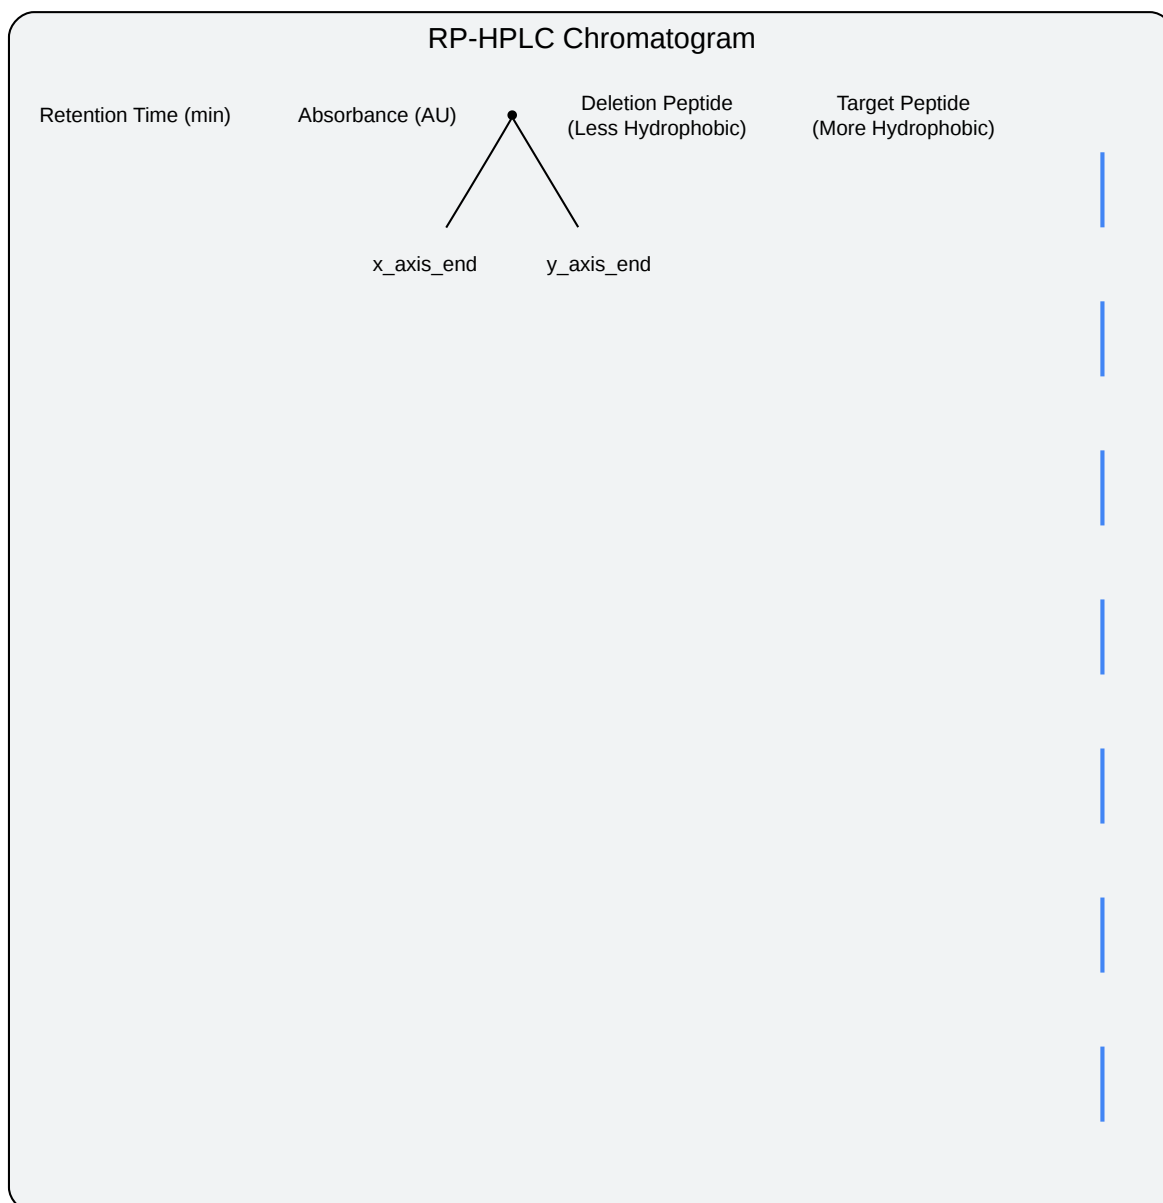 RP-HPLC Chromatogram
Retention Time (min)
Absorbance (AU)
Deletion Peptide
(Less Hydrophobic)
Target Peptide
(More Hydrophobic)
x_axis_end
y_axis_end